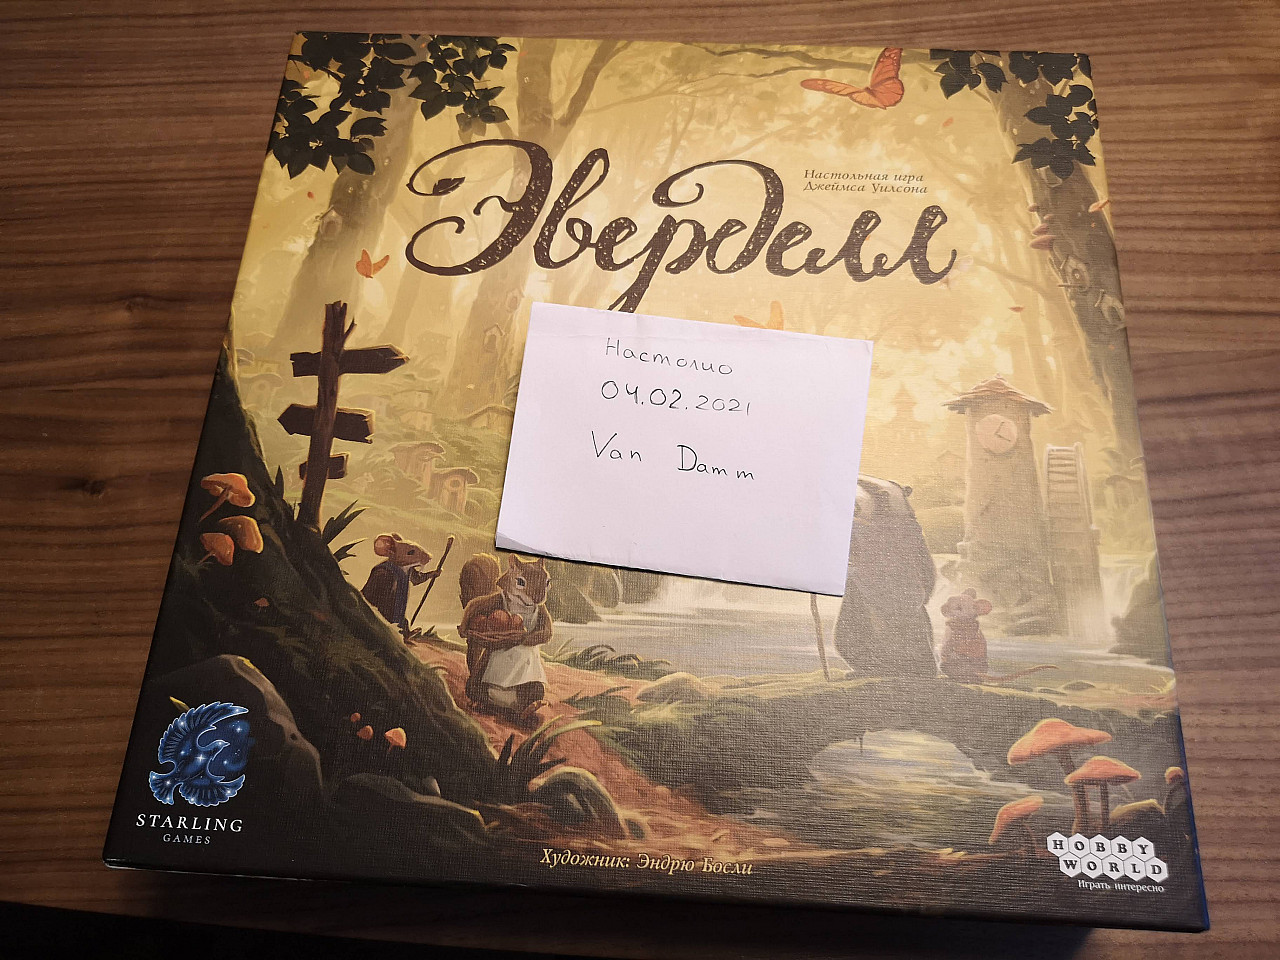 Эверделл
Настольная игра
Джеймса Уилсона
Настолио
04.02.2021
Van Damm
STARLING
GAMES
Художник: Эндрю Босли
HOBBY
WORLD
Играть интересно